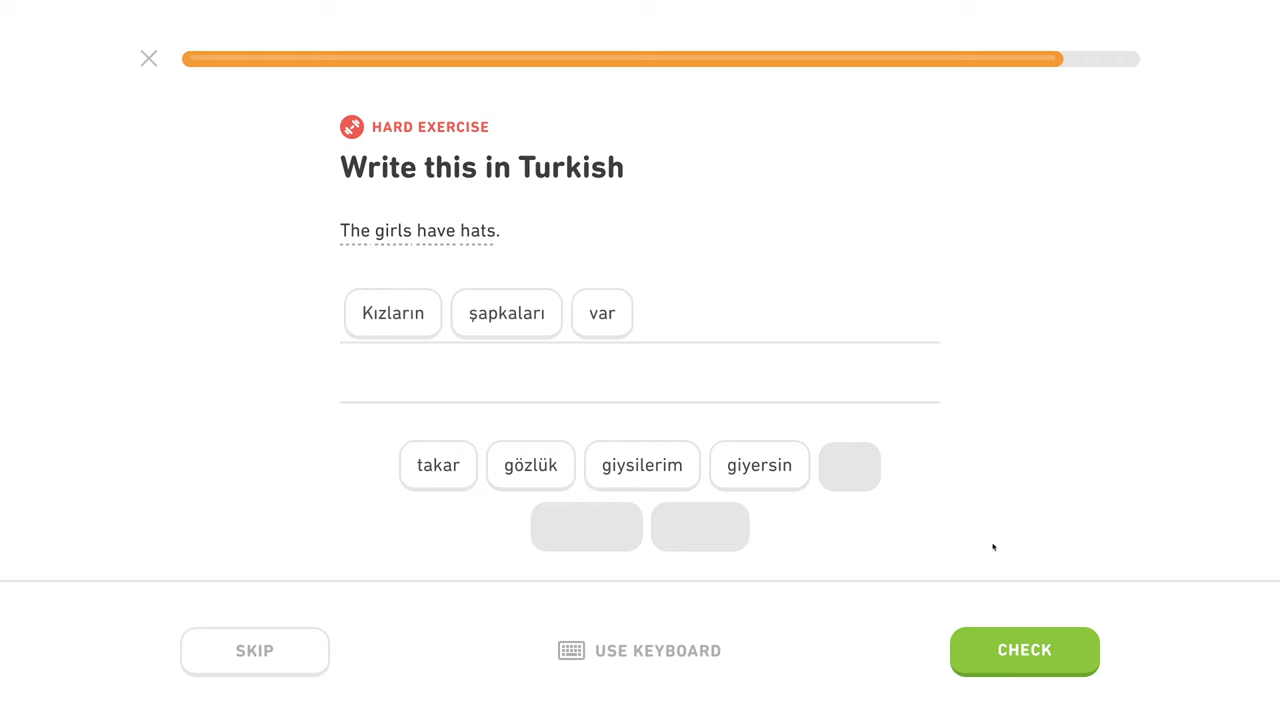 HARD EXERCISE
Write this in Turkish
The girls have hats.
Kızların şapkaları var
takar gözlük giysilerim giyersin
SKIP USE KEYBOARD CHECK